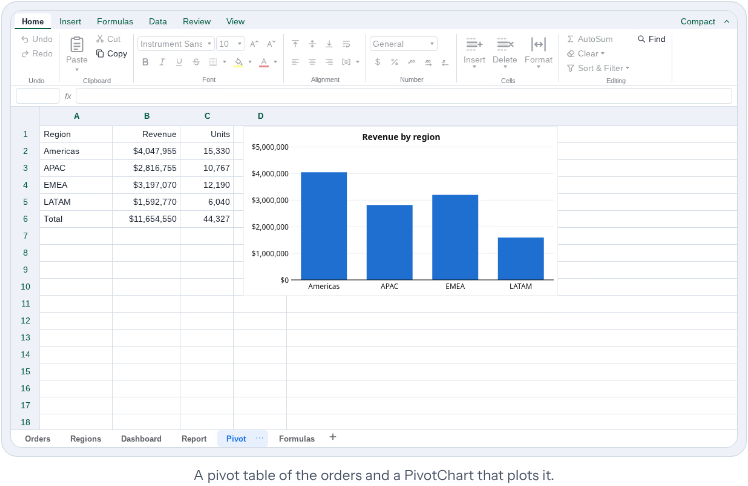 Home Insert Formulas Data Review View Compact
Undo Cut Instrument Sans 10 General AutoSum Find
Redo Paste Copy Insert Delete Format Clear
Sort & Filter
Undo Clipboard Font Alignment Number Cells Editing
fx
A B C D
1 Region Revenue Units
2 Americas $4,047,955 15,330
3 APAC $2,816,755 10,767
4 EMEA $3,197,070 12,190
5 LATAM $1,592,770 6,040
6 Total $11,654,550 44,327
7
8
9
10
11
12
13
14
15
16
17
18
Revenue by region
$5,000,000
$4,000,000
$3,000,000
$2,000,000
$1,000,000
$0
Americas APAC EMEA LATAM
Orders Regions Dashboard Report Pivot ··· Formulas +
A pivot table of the orders and a PivotChart that plots it.